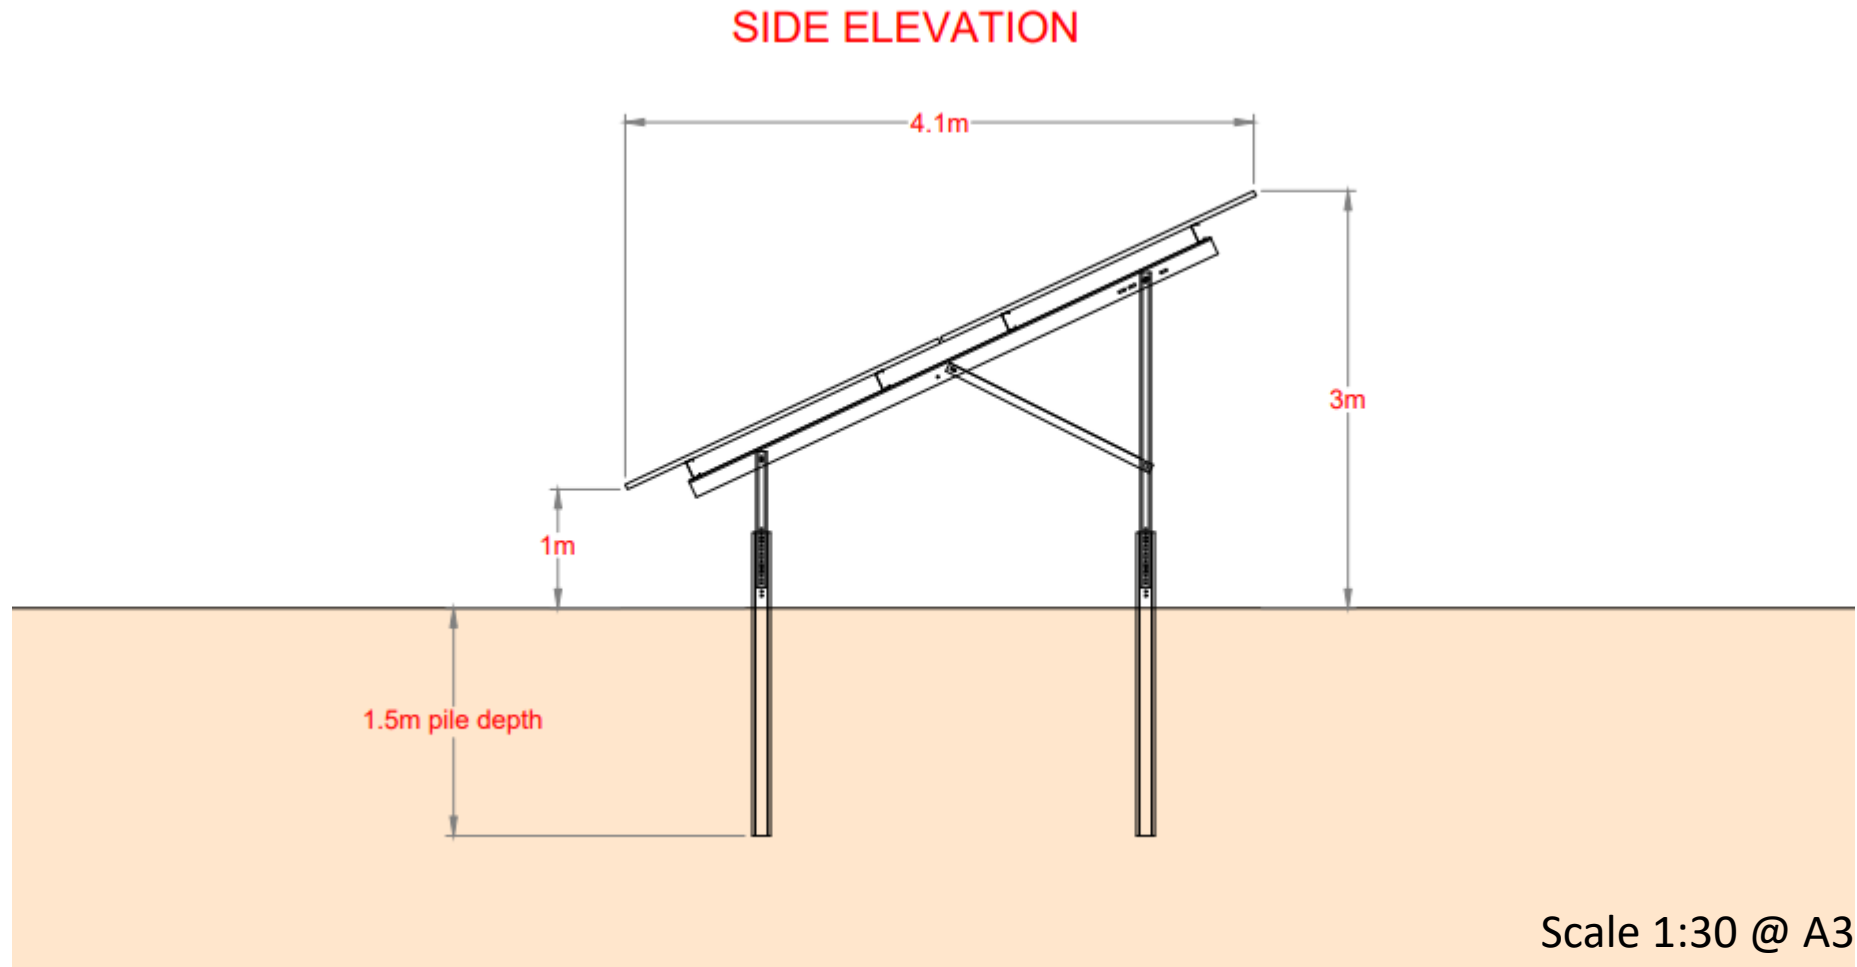 SIDE ELEVATION
4.1m
3m
1m
1.5m pile depth
Scale 1:30 @ A3